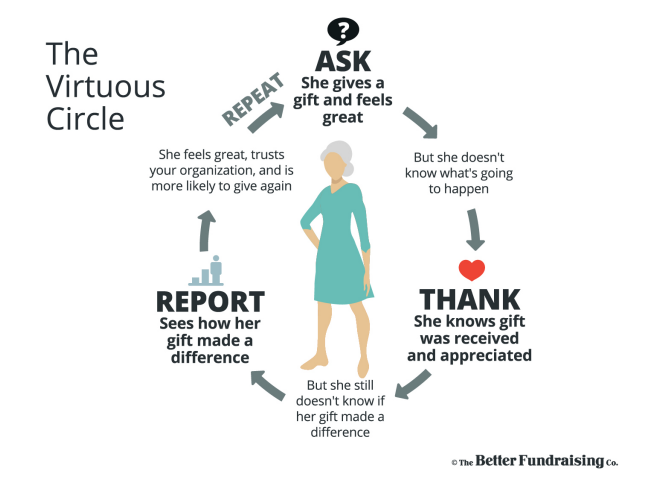 The
Virtuous
Circle
?
ASK
She gives a
gift and feels
great
But she doesn't
know what's going
to happen
THANK
She knows gift
was received
and appreciated
But she still
doesn't know if
her gift made a
difference
REPORT
Sees how her
gift made a
difference
She feels great, trusts
your organization, and is
more likely to give again
REPEAT
© The Better Fundraising Co.